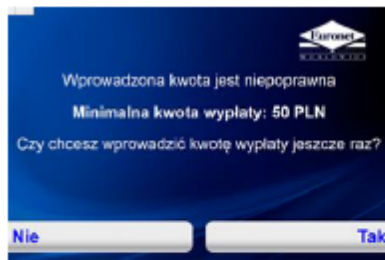 Euronet
WORLDWIDE
Wprowadzona kwota jest niepoprawna
Minimalna kwota wypłaty: 50 PLN
Czy chcesz wprowadzić kwotę wypłaty jeszcze raz?
Nie
Tak